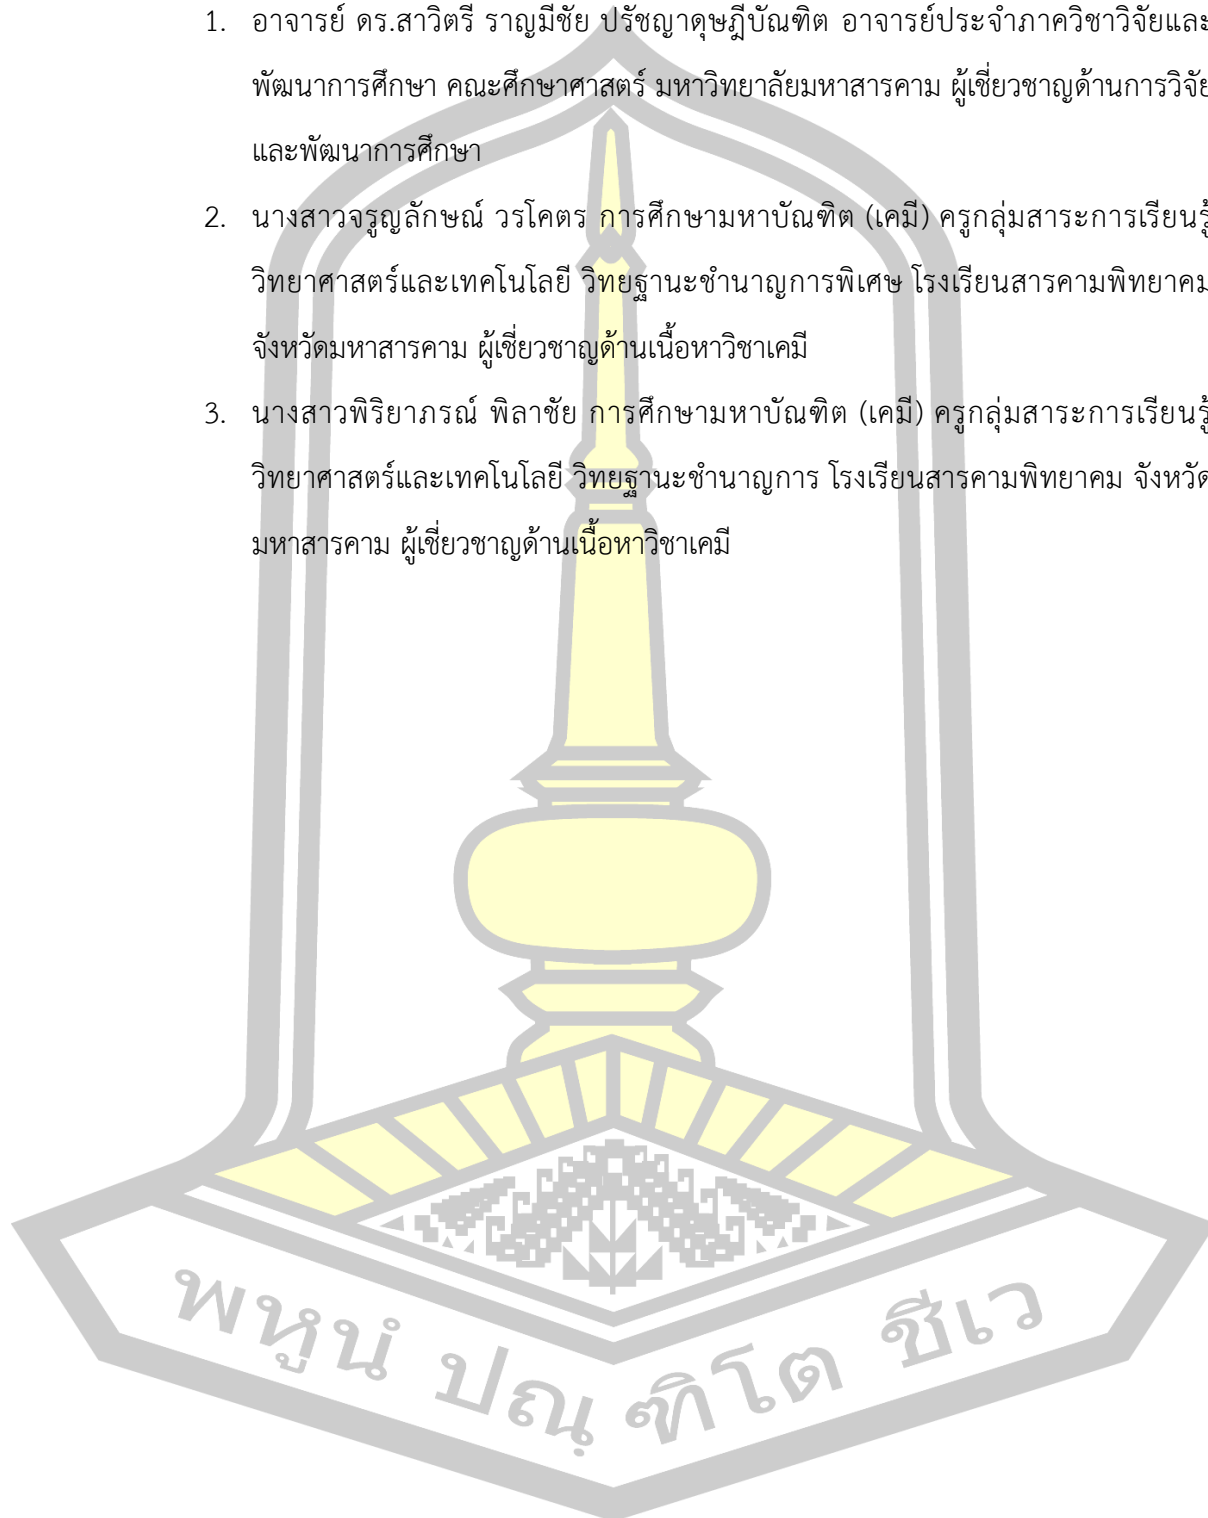 1. อาจารย์ ดร.สาวิตรี ราญมีชัย ปรัชญาดุษฎีบัณฑิต อาจารย์ประจำภาควิชาวิจัยและ
พัฒนาการศึกษา คณะศึกษาศาสตร์ มหาวิทยาลัยมหาสารคาม ผู้เชี่ยวชาญด้านการวิจัย
และพัฒนาการศึกษา
2. นางสาวจรูญลักษณ์ วรโคตร การศึกษามหาบัณฑิต (เคมี) ครูกลุ่มสาระการเรียนรู้
วิทยาศาสตร์และเทคโนโลยี วิทยฐานะชำนาญการพิเศษ โรงเรียนสารคามพิทยาคม
จังหวัดมหาสารคาม ผู้เชี่ยวชาญด้านเนื้อหาวิชาเคมี
3. นางสาวพิริยาภรณ์ พิลาชัย การศึกษามหาบัณฑิต (เคมี) ครูกลุ่มสาระการเรียนรู้
วิทยาศาสตร์และเทคโนโลยี วิทยฐานะชำนาญการ โรงเรียนสารคามพิทยาคม จังหวัด
มหาสารคาม ผู้เชี่ยวชาญด้านเนื้อหาวิชาเคมี
พหูนํ ปณฺ ฑิโต ชีเว